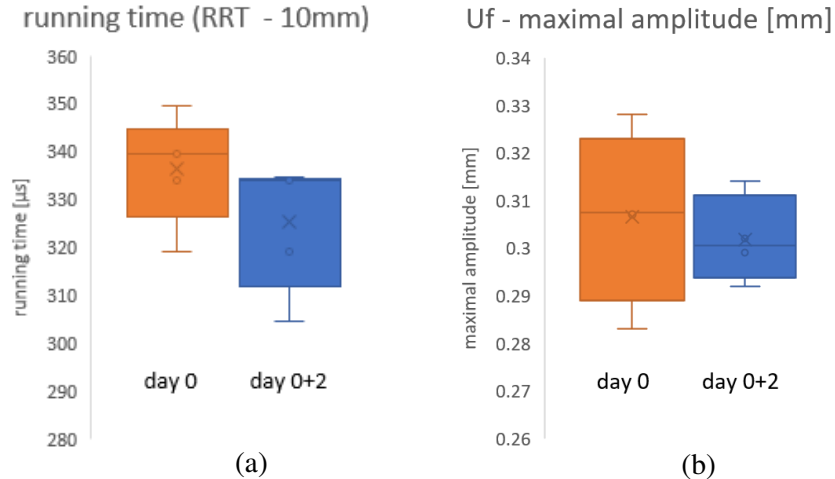 running time (RRT - 10mm)
360
350
340
330
320
310
300
290
280
running time [µs]
day 0
day 0+2
(a)
Uf - maximal amplitude [mm]
0.34
0.33
0.32
0.31
0.3
0.29
0.28
0.27
0.26
maximal amplitude [mm]
day 0
day 0+2
(b)